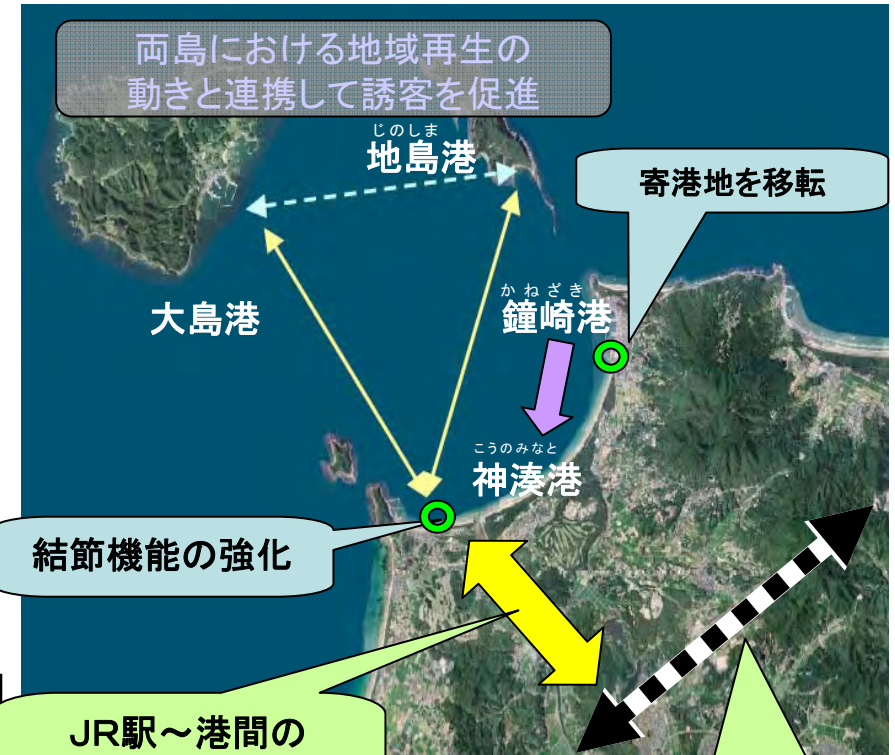 両島における地域再生の
動きと連携して誘客を促進
じのしま
地島港
寄港地を移転
大島港
かねざき
鐘崎港
こうのみなと
神湊港
結節機能の強化
JR駅～港間の